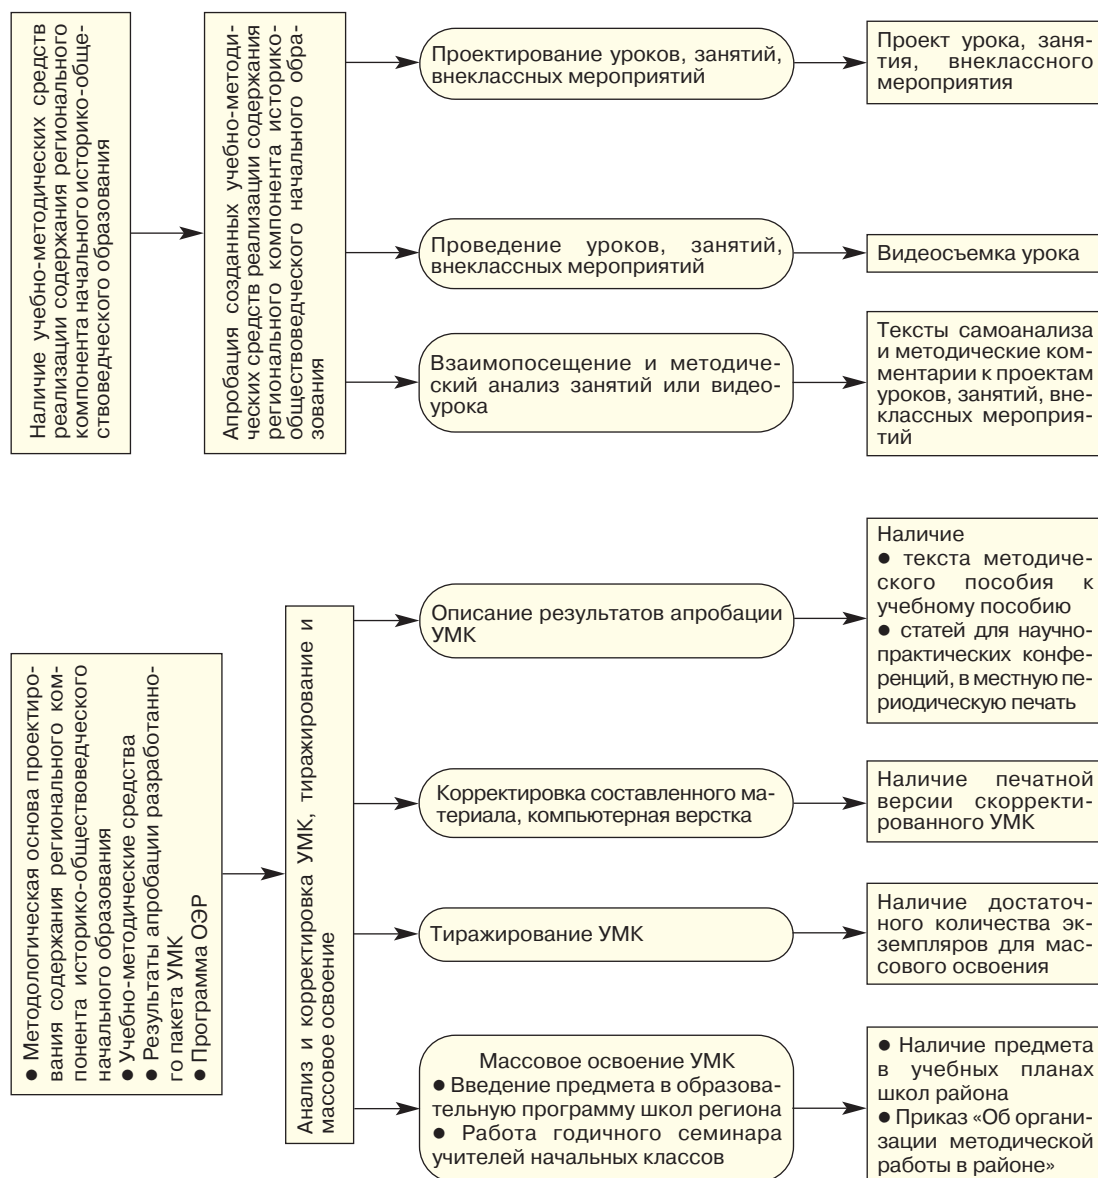 Наличие учебно-методических средств
реализации содержания регионального
компонента начального историко-обще-
ствоведческого образования
Апробация созданных учебно-методи-
ческих средств реализации содержания
регионального компонента историко-
обществоведческого начального обра-
зования
Проектирование уроков, занятий,
внеклассных мероприятий
Проект урока, заня-
тия, внеклассного
мероприятия
Проведение уроков, занятий,
внеклассных мероприятий
Видеосъемка урока
Взаимопосещение и методиче-
ский анализ занятий или видео-
урока
Тексты самоанализа
и методические ком-
ментарии к проектам
уроков, занятий, вне-
классных мероприя-
тий
● Методологическая основа проектиро-
вания содержания регионального ком-
понента историко-обществоведческого
начального образования
● Учебно-методические средства
● Результаты апробации разработанно-
го пакета УМК
● Программа ОЭР
Анализ и корректировка УМК, тиражирование и
массовое освоение
Описание результатов апробации
УМК
Наличие
● текста методиче-
ского пособия к
учебному пособию
● статей для научно-
практических конфе-
ренций, в местную пе-
риодическую печать
Корректировка составленного ма-
териала, компьютерная верстка
Наличие печатной
версии скорректи-
рованного УМК
Тиражирование УМК
Наличие достаточ-
ного количества эк-
земпляров для мас-
сового освоения
Массовое освоение УМК
● Введение предмета в образова-
тельную программу школ региона
● Работа годичного семинара
учителей начальных классов
● Наличие предмета
в учебных планах
школ района
● Приказ «Об органи-
зации методической
работы в районе»